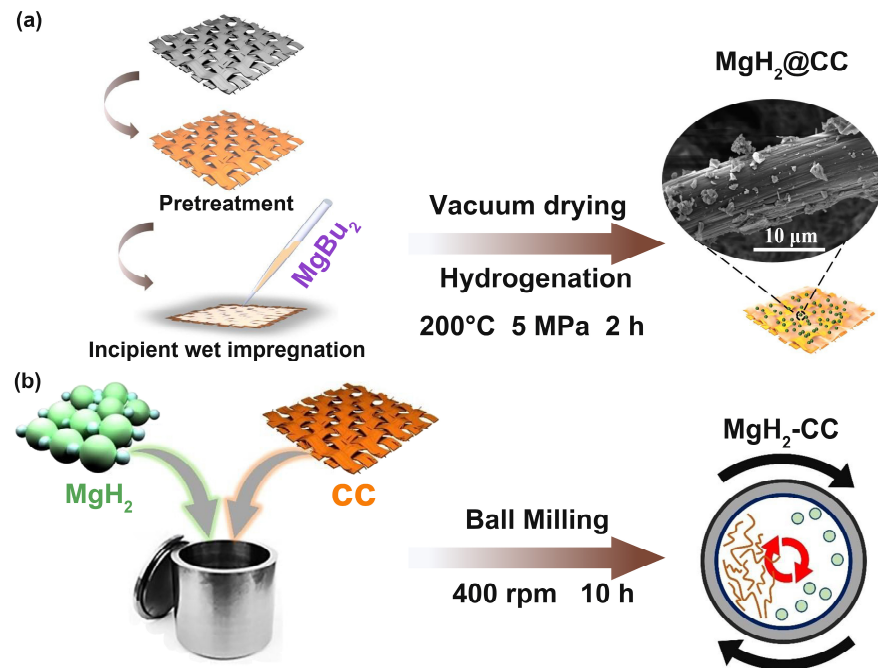 (a)
Pretreatment
MgBu₂
Incipient wet impregnation
Vacuum drying
Hydrogenation
200°C 5 MPa 2 h
MgH₂@CC
10 μm
(b)
MgH₂
CC
Ball Milling
400 rpm 10 h
MgH₂-CC